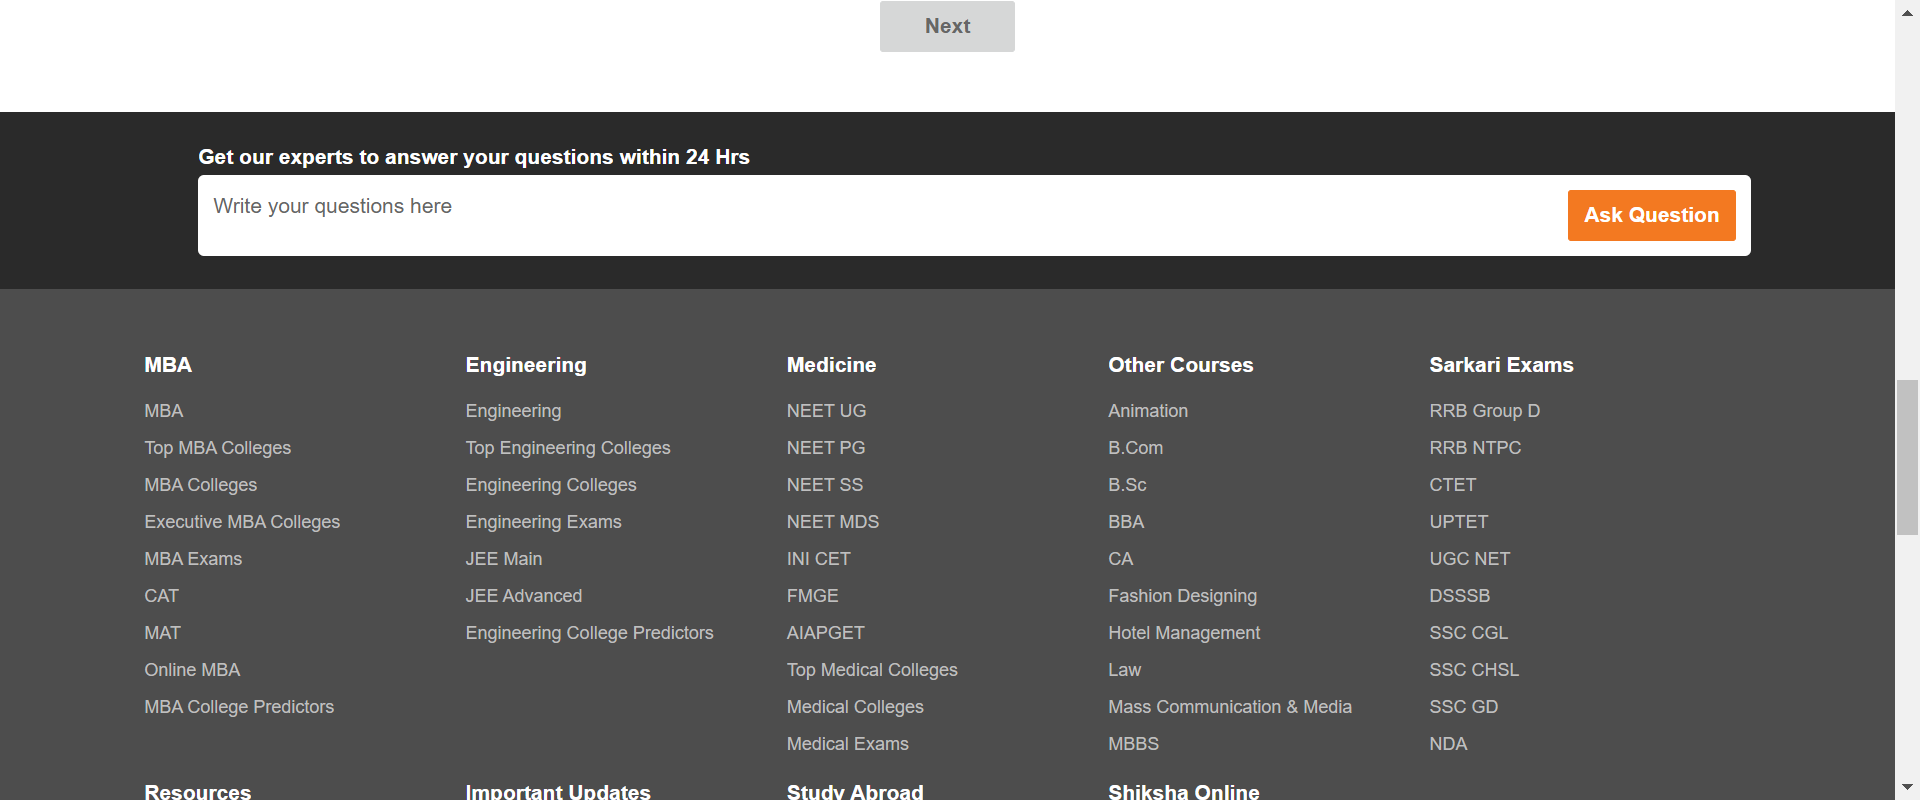 Next
Get our experts to answer your questions within 24 Hrs
Write your questions here
Ask Question
MBA
MBA
Top MBA Colleges
MBA Colleges
Executive MBA Colleges
MBA Exams
CAT
MAT
Online MBA
MBA College Predictors
Engineering
Engineering
Top Engineering Colleges
Engineering Colleges
Engineering Exams
JEE Main
JEE Advanced
Engineering College Predictors
Medicine
NEET UG
NEET PG
NEET SS
NEET MDS
INI CET
FMGE
AIAPGET
Top Medical Colleges
Medical Colleges
Medical Exams
Other Courses
Animation
B.Com
B.Sc
BBA
CA
Fashion Designing
Hotel Management
Law
Mass Communication & Media
MBBS
Sarkari Exams
RRB Group D
RRB NTPC
CTET
UPTET
UGC NET
DSSSB
SSC CGL
SSC CHSL
SSC GD
NDA
Resources
Important Updates
Study Abroad
Shiksha Online